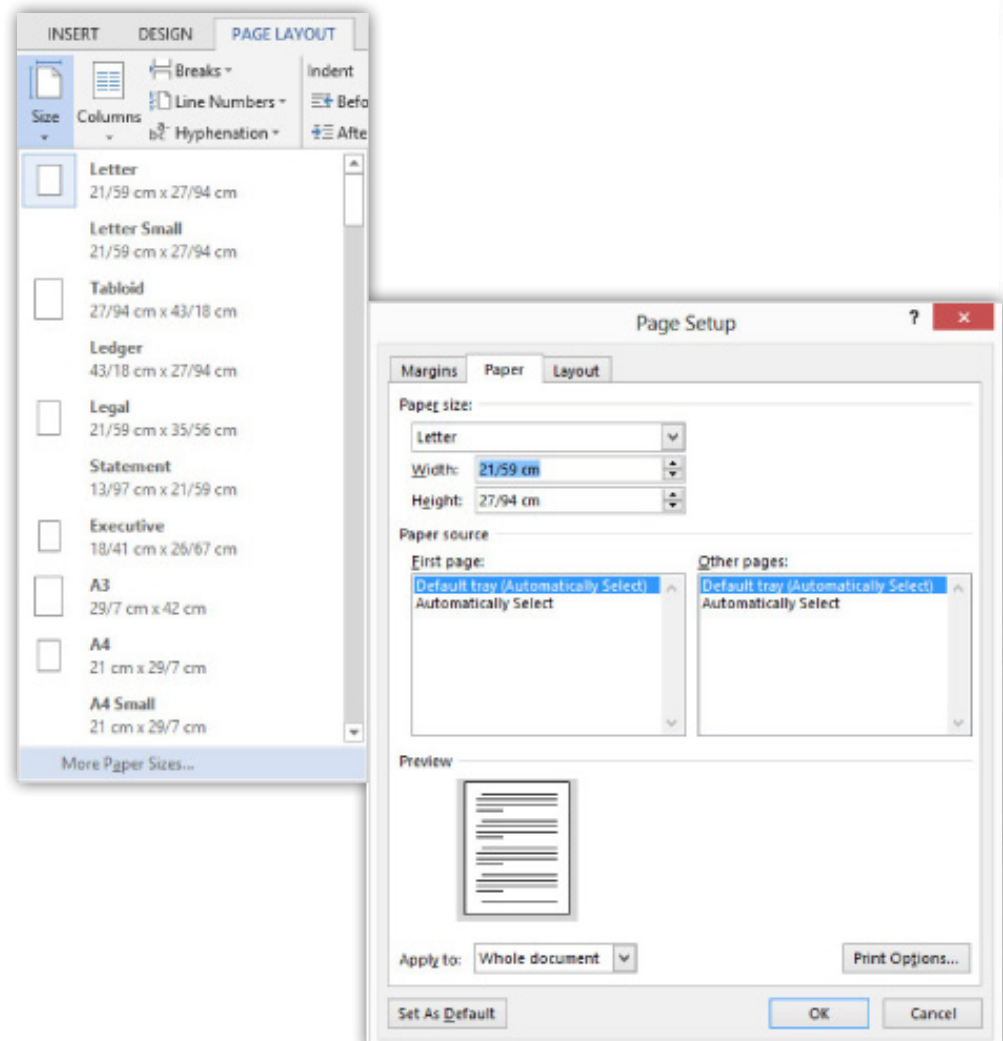 INSERT DESIGN PAGE LAYOUT
Breaks
Indent
Line Numbers
Befo
Size
Columns
Hyphenation
Afte
Letter
21/59 cm x 27/94 cm
Letter Small
21/59 cm x 27/94 cm
Tabloid
27/94 cm x 43/18 cm
Ledger
43/18 cm x 27/94 cm
Legal
21/59 cm x 35/56 cm
Statement
13/97 cm x 21/59 cm
Executive
18/41 cm x 26/67 cm
A3
29/7 cm x 42 cm
A4
21 cm x 29/7 cm
A4 Small
21 cm x 29/7 cm
More Paper Sizes...
Page Setup ?
Margins Paper Layout
Paper size:
Letter
Width: 21/59 cm
Height: 27/94 cm
Paper source
First page: Other pages:
Default tray (Automatically Select) Default tray (Automatically Select)
Automatically Select Automatically Select
Preview
Apply to: Whole document Print Options...
Set As Default OK Cancel